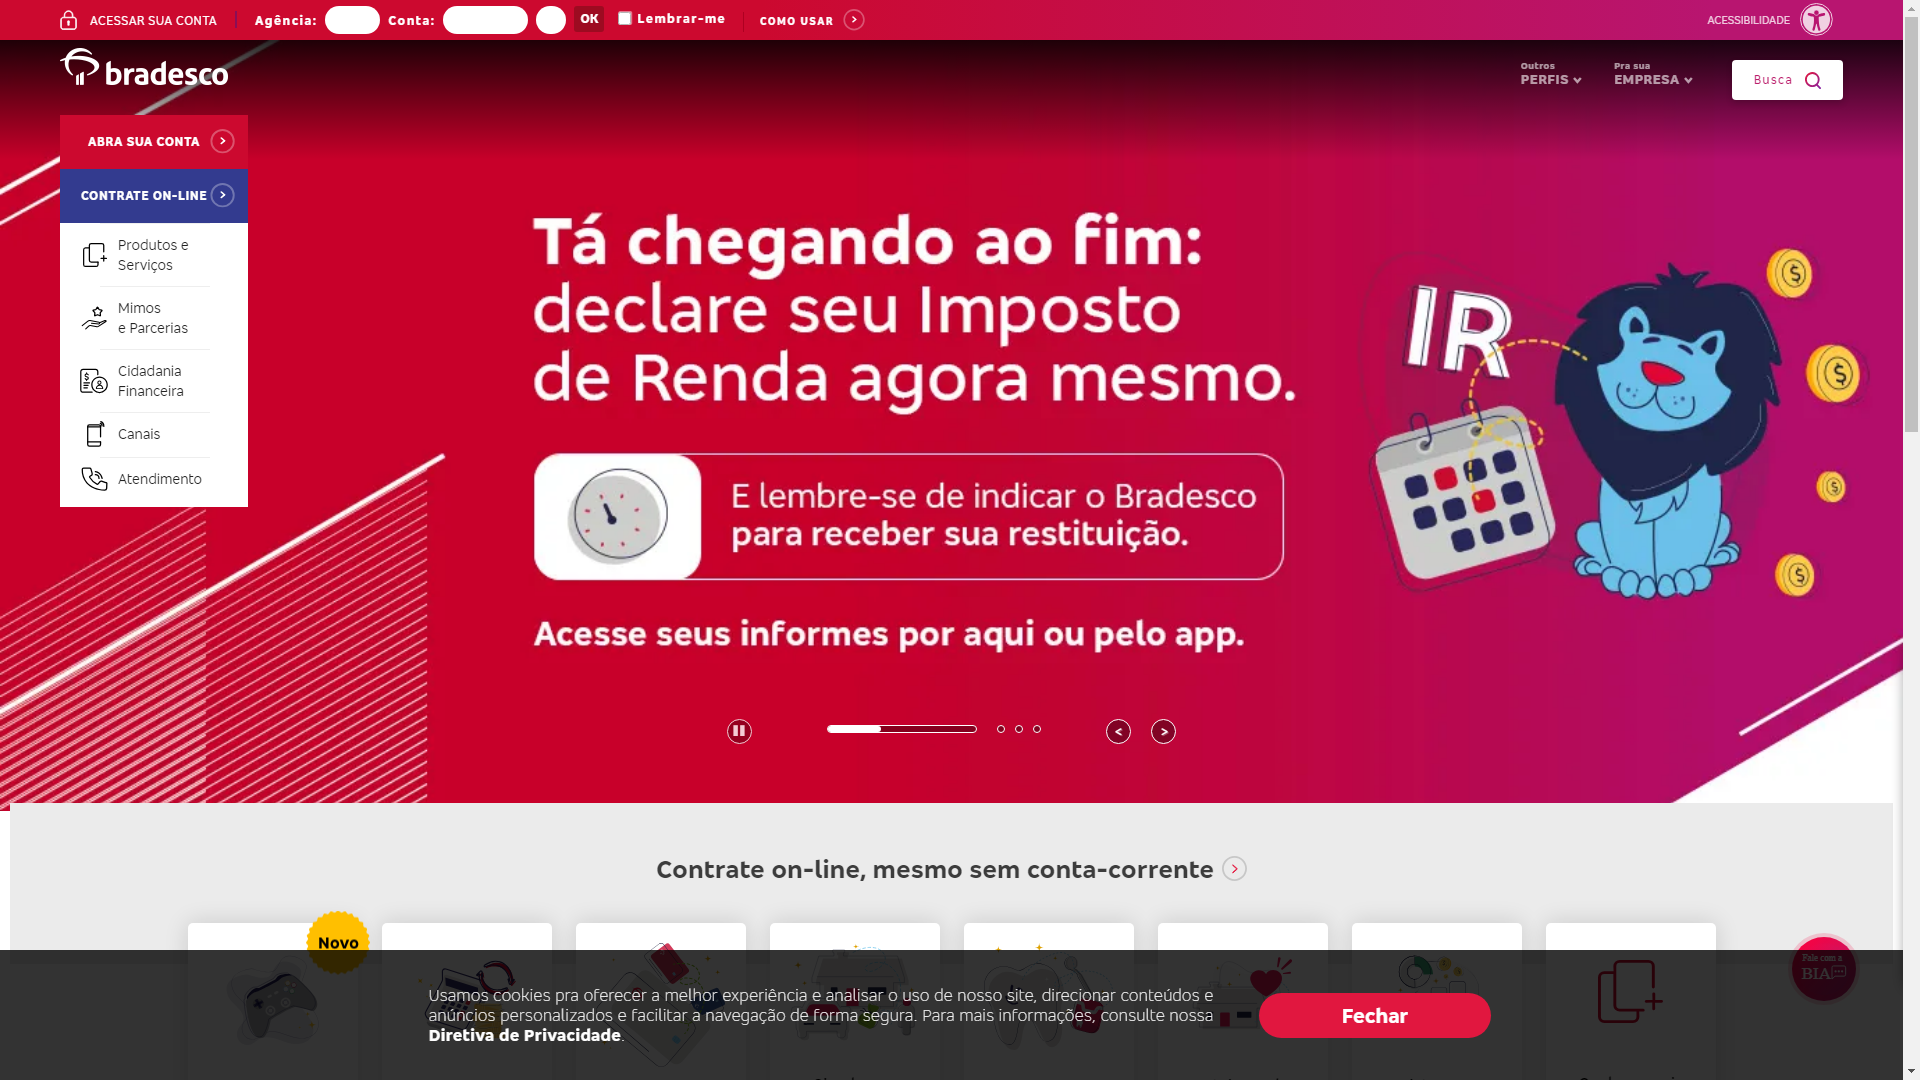 ACESSAR SUA CONTA
Agência:
Conta:
OK
Lembrar-me
COMO USAR
ACESSIBILIDADE
bradesco
Outros
PERFIS
Pra sua
EMPRESA
Busca
ABRA SUA CONTA
CONTRATE ON-LINE
Produtos e
Serviços
Mimos
e Parcerias
Cidadania
Financeira
Canais
Atendimento
Tá chegando ao fim:
declare seu Imposto
de Renda agora mesmo.
IR
E lembre-se de indicar o Bradesco
para receber sua restituição.
Acesse seus informes por aqui ou pelo app.
Contrate on-line, mesmo sem conta-corrente
Novo
Fale com a
BIA
Usamos cookies pra oferecer a melhor experiência e analisar o uso de nosso site, direcionar conteúdos e
anúncios personalizados e facilitar a navegação de forma segura. Para mais informações, consulte nossa
Diretiva de Privacidade.
Fechar